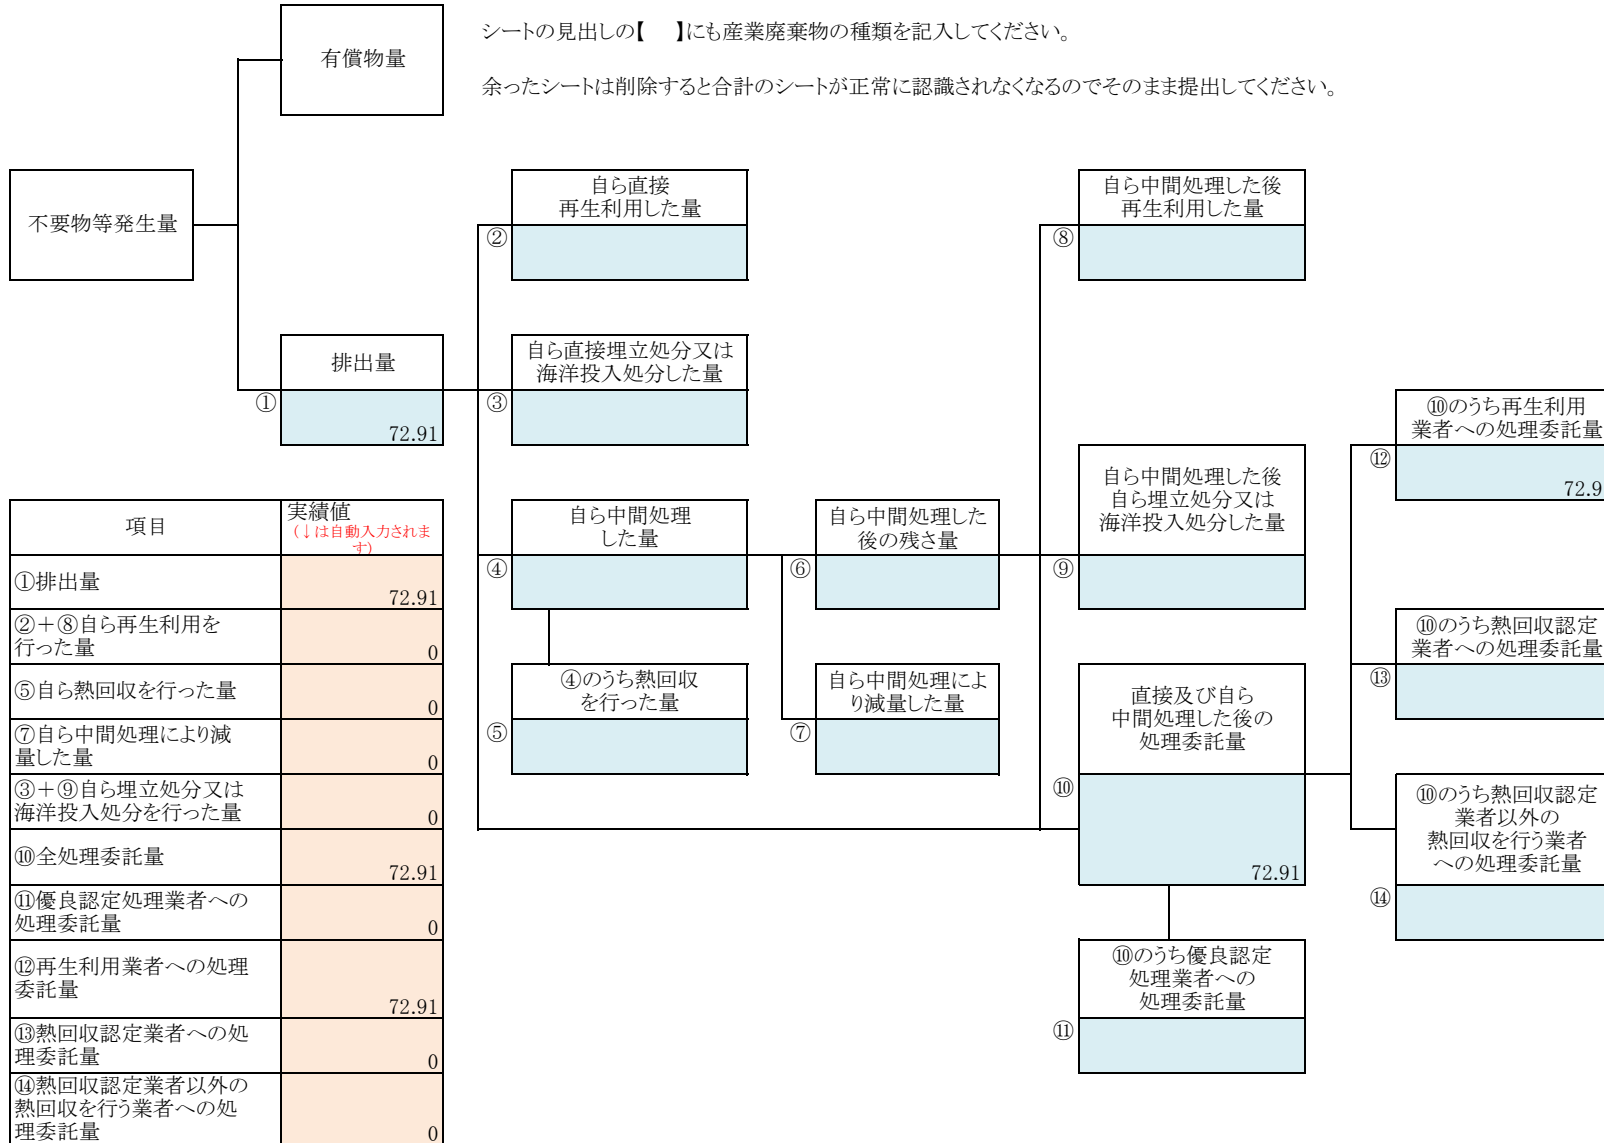 シートの見出しの【　】にも産業廃棄物の種類を記入してください。
有償物量
余ったシートは削除すると合計のシートが正常に認識されなくなるのでそのまま提出してください。
不要物等発生量
自ら直接
再生利用した量
②
自ら中間処理した後
再生利用した量
⑧
排出量
①
72.91
自ら直接埋立処分又は
海洋投入処分した量
③
⑩のうち再生利用
業者への処理委託量
⑫
72.9
自ら中間処理した後
自ら埋立処分又は
海洋投入処分した量
⑨
自ら中間処理
した量
④
自ら中間処理した
後の残さ量
⑥
⑩のうち熱回収認定
業者への処理委託量
⑬
④のうち熱回収
を行った量
⑤
自ら中間処理によ
り減量した量
⑦
直接及び自ら
中間処理した後の
処理委託量
⑩
72.91
⑩のうち熱回収認定
業者以外の
熱回収を行う業者
への処理委託量
⑭
⑩のうち優良認定
処理業者への
処理委託量
⑪
項目
実績値
(↓は自動入力されま
す)
①排出量
72.91
②＋⑧自ら再生利用を
行った量
0
⑤自ら熱回収を行った量
0
⑦自ら中間処理により減
量した量
0
③＋⑨自ら埋立処分又は
海洋投入処分を行った量
0
⑩全処理委託量
72.91
⑪優良認定処理業者への
処理委託量
0
⑫再生利用業者への処理
委託量
72.91
⑬熱回収認定業者への処
理委託量
0
⑭熱回収認定業者以外の
熱回収を行う業者への処
理委託量
0